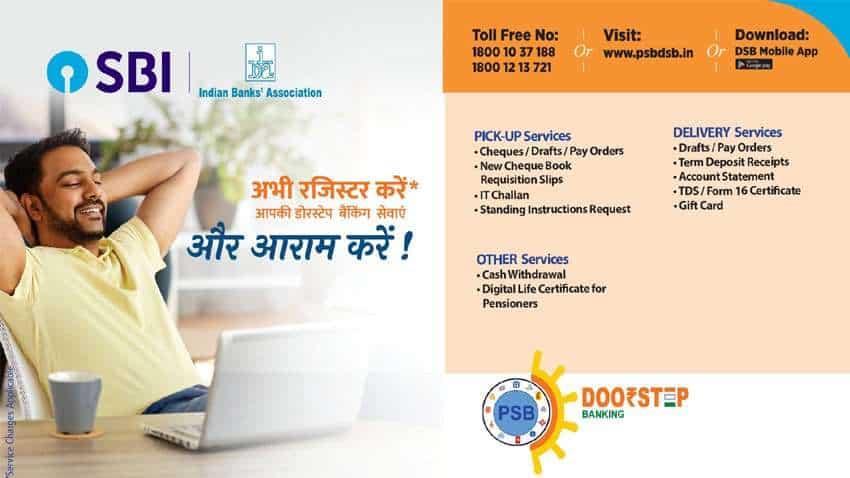 SBI
Indian Banks' Association
अभी रजिस्टर करें*
आपकी डोरस्टेप बैंकिंग सेवाएं
और आराम करें !
*Service Charges Applicable
Toll Free No:
1800 10 37 188
1800 12 13 721
Or
Visit:
www.psbdsb.in
Or
Download:
DSB Mobile App
Google pay
PICK-UP Services
• Cheques / Drafts / Pay Orders
• New Cheque Book
Requisition Slips
• IT Challan
• Standing Instructions Request
DELIVERY Services
• Drafts / Pay Orders
• Term Deposit Receipts
• Account Statement
• TDS / Form 16 Certificate
• Gift Card
OTHER Services
• Cash Withdrawal
• Digital Life Certificate for
Pensioners
PSB
DOO₹STEP
BANKING